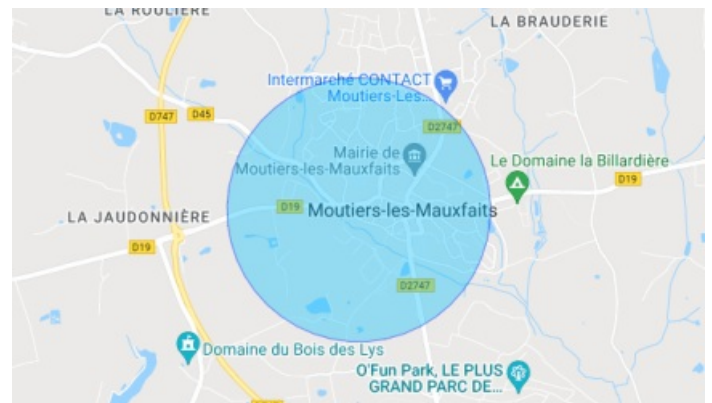 LA ROULIÈRE
LA BRAUDERIE
Intermarché CONTACT
Moutiers-Les...
D747
D45
D2747
Mairie de
Moutiers-les-Mauxfaits
Le Domaine la Billardière
D19
LA JAUDONNIÈRE
D19
Moutiers-les-Mauxfaits
D19
D2747
Domaine du Bois des Lys
O'Fun Park, LE PLUS
GRAND PARC DE...